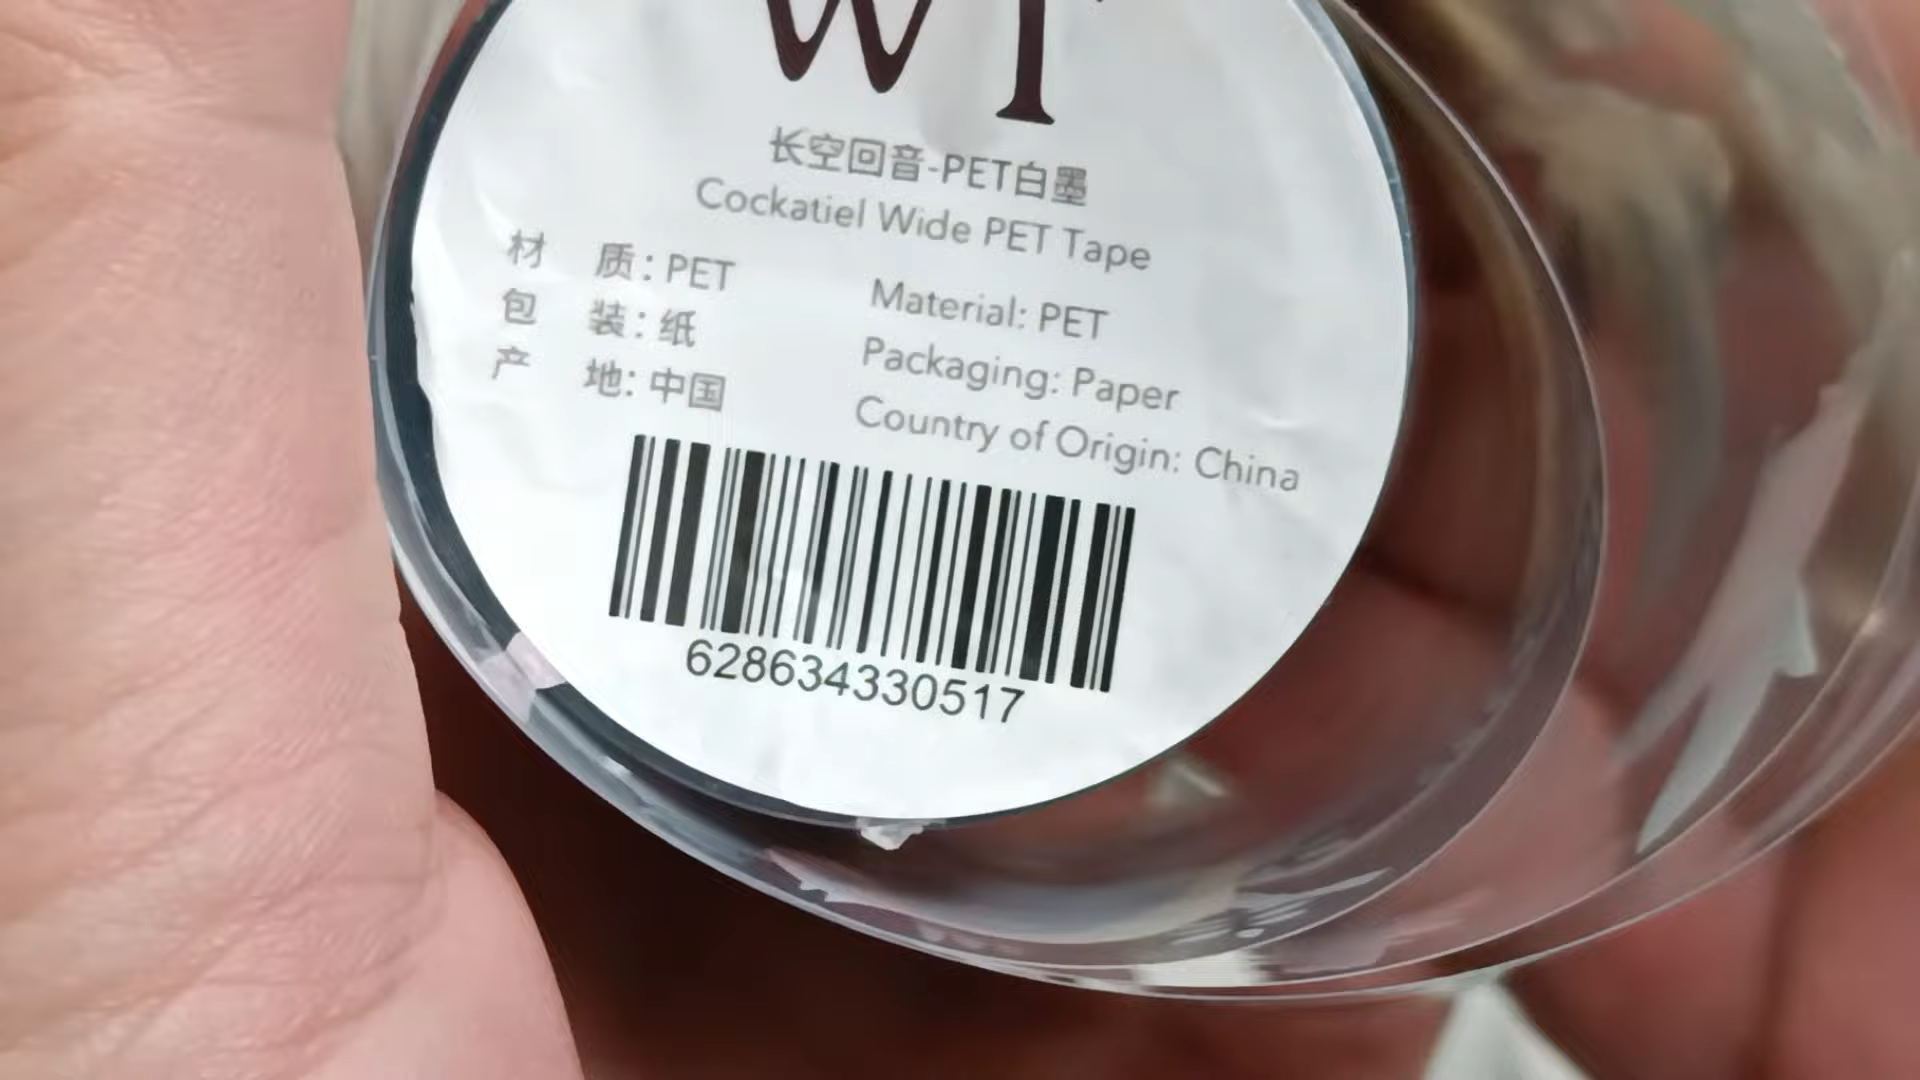 WT
长空回音-PET白墨
Cockatiel Wide PET Tape
材 质: PET
包 装: 纸
产 地: 中国
Material: PET
Packaging: Paper
Country of Origin: China
628634330517